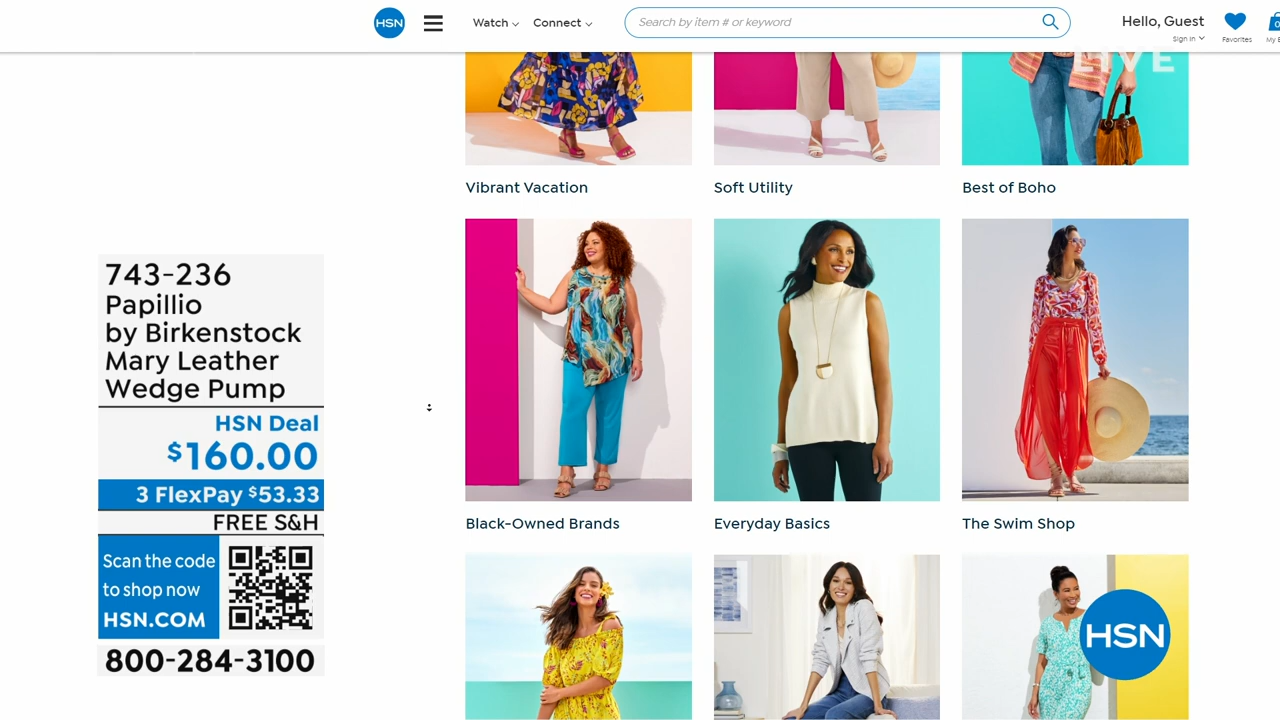 HSN
Watch
Connect
Search by item # or keyword
Hello, Guest
Sign In
Favorites
0
LIVE
Vibrant Vacation
Soft Utility
Best of Boho
743-236
Papillio
by Birkenstock
Mary Leather
Wedge Pump
HSN Deal
$160.00
3 FlexPay $53.33
FREE S&H
Scan the code
to shop now
HSN.COM
800-284-3100
Black-Owned Brands
Everyday Basics
The Swim Shop
HSN